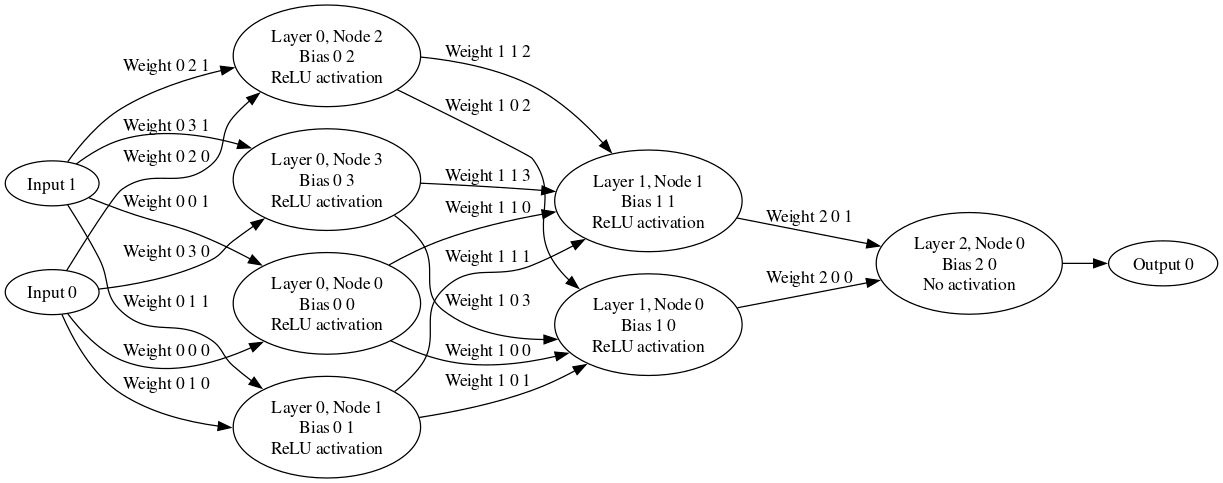 Layer 0, Node 2
Bias 0 2
ReLU activation
Weight 1 1 2
Weight 0 2 1
Weight 1 0 2
Weight 0 3 1
Weight 0 2 0
Layer 0, Node 3
Bias 0 3
ReLU activation
Weight 1 1 3
Input 1
Layer 1, Node 1
Bias 1 1
ReLU activation
Weight 0 0 1
Weight 1 1 0
Weight 2 0 1
Weight 0 3 0
Weight 1 1 1
Layer 2, Node 0
Bias 2 0
No activation
Output 0
Input 0
Layer 0, Node 0
Bias 0 0
ReLU activation
Weight 2 0 0
Weight 0 1 1
Weight 1 0 3
Layer 1, Node 0
Bias 1 0
ReLU activation
Weight 0 0 0
Weight 1 0 0
Weight 0 1 0
Weight 1 0 1
Layer 0, Node 1
Bias 0 1
ReLU activation